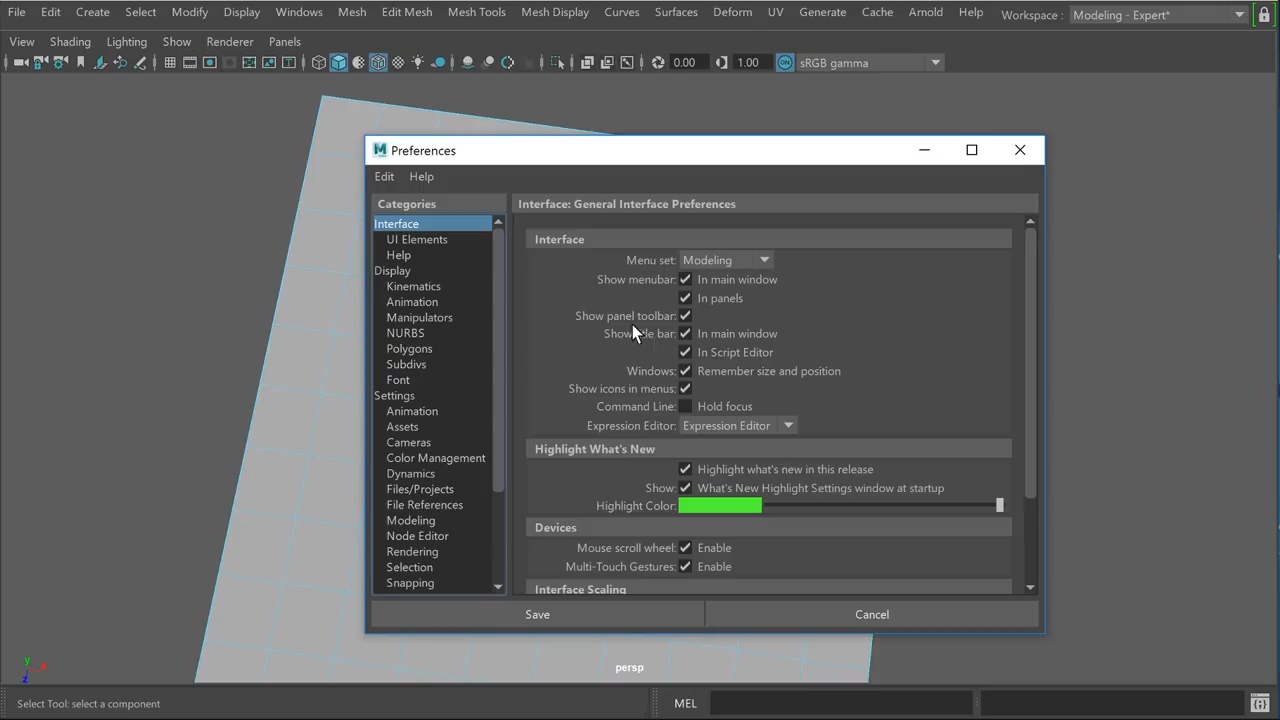 File Edit Create Select Modify Display Windows Mesh Edit Mesh Mesh Tools Mesh Display Curves Surfaces Deform UV Generate Cache Arnold Help Workspace : Modeling - Expert*
View Shading Lighting Show Renderer Panels
0.00 1.00 ON sRGB gamma
M Preferences
Edit Help
Categories
Interface: General Interface Preferences
Interface
UI Elements
Help
Display
Kinematics
Animation
Manipulators
NURBS
Polygons
Subdivs
Font
Settings
Animation
Assets
Cameras
Color Management
Dynamics
Files/Projects
File References
Modeling
Node Editor
Rendering
Selection
Snapping
Interface
Menu set: Modeling
Show menubar: In main window
In panels
Show panel toolbar:
Show bar: In main window
In Script Editor
Windows: Remember size and position
Show icons in menus:
Command Line: Hold focus
Expression Editor: Expression Editor
Highlight What's New
Highlight what's new in this release
Show: What's New Highlight Settings window at startup
Highlight Color:
Devices
Mouse scroll wheel: Enable
Multi-Touch Gestures: Enable
Interface Scaling
Save Cancel
y x z
persp
Select Tool: select a component MEL